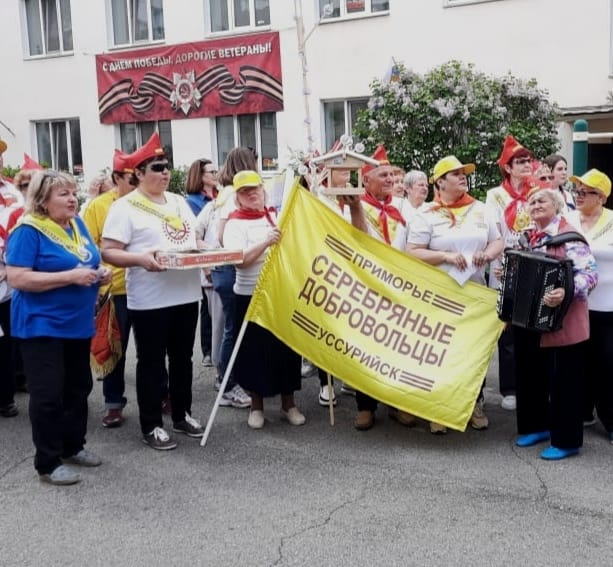 С ДНЕМ ПОБЕДЫ, ДОРОГИЕ ВЕТЕРАНЫ!
ПРИМОРЬЕ
СЕРЕБРЯНЫЕ
ДОБРОВОЛЬЦЫ
УССУРИЙСК